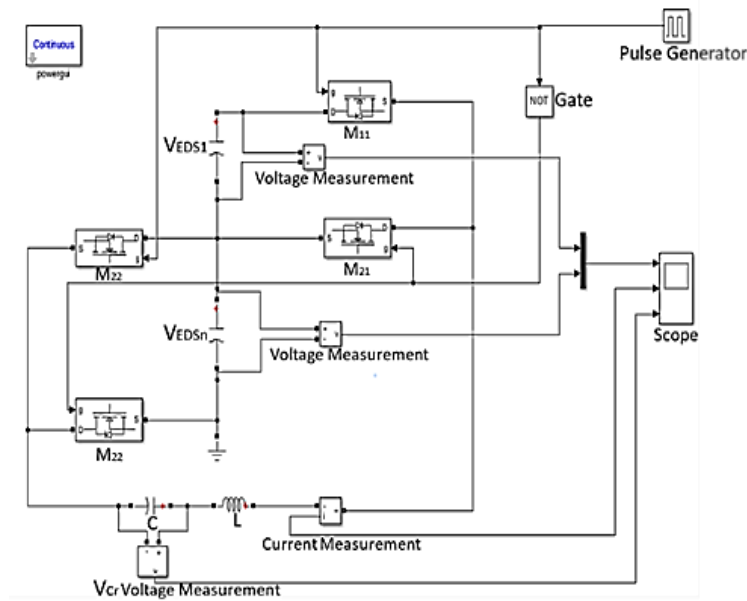 Continuous
powergui
Pulse Generator
NOT
Gate
g
D
S
M11
VEDS1
+
-
v
Voltage Measurement
S
D
g
M22
S
D
g
M21
VEDSn
+
-
v
Voltage Measurement
Scope
g
D
S
M22
C
L
i
+
-
Current Measurement
+
-
v
VCr Voltage Measurement